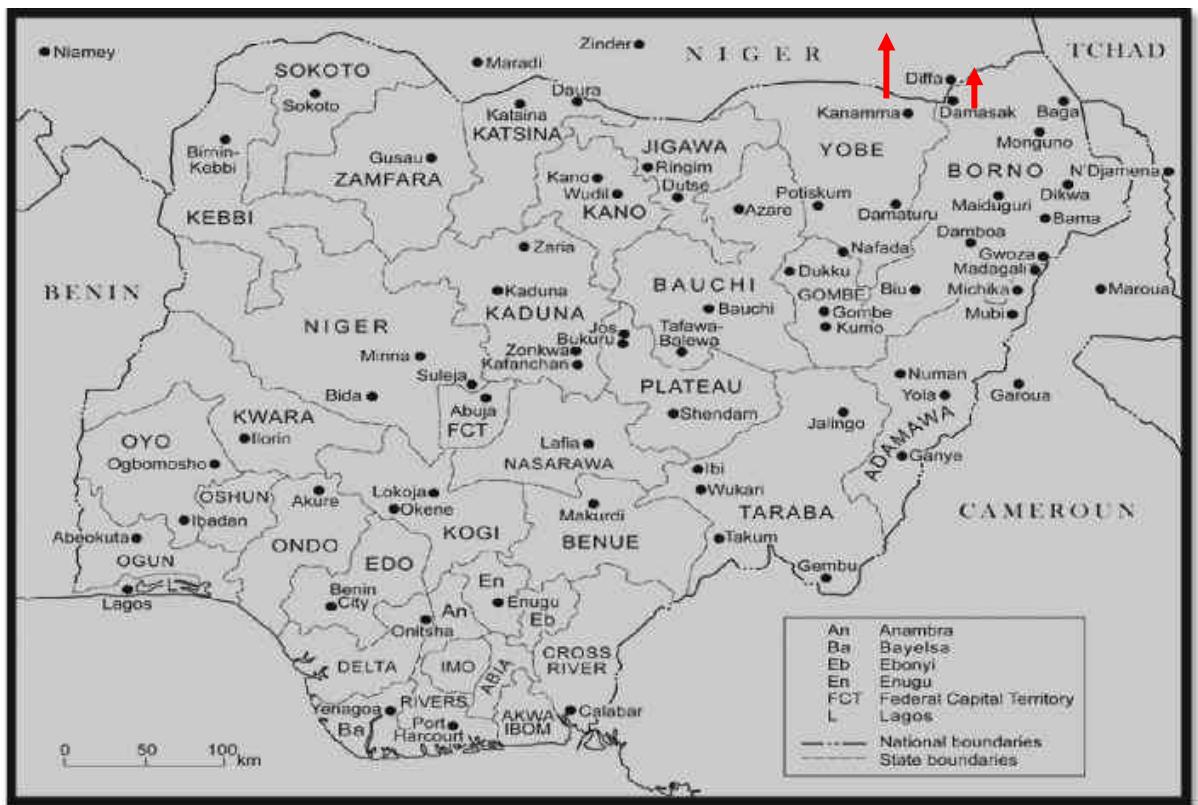 Niamey
Zinder
NIGER
TCHAD
SOKOTO
Maradi
Diffa
Sokoto
Daura
Kataina
KATSINA
Kanamma
Damasak
Baga
Birnin-
Kebbi
Gusau
ZAMFARA
JIGAWA
Ringim
YOBE
Monguno
BORNO
N'Djamena
Kano
Wudil
KANO
Dutse
Azare
Potiskum
Damaturu
Maiduguri
Dikwa
Bama
KEBBI
Zaria
Nafada
Damboa
Gwoza
Madagali
BENIN
Kaduna
KADUNA
BAUCHI
Bauchi
Dukku
GOMBE
Gombe
Kumo
Biu
Michika
Mubi
Maroua
NIGER
Minna
Jos
Bukuru
Zonkwa
Kafanchan
Tafawa-
Balewa
Suleja
Bida
Abuja
FCT
PLATEAU
Shendam
Numan
Yola
Garoua
KWARA
Ilorin
Jalingo
ADAMAWA
OYO
Ogbomosho
Lafia
NASARAWA
Ibi
Wukari
Ganye
OSHUN
Akure
Lokoja
Okene
KOGI
Makurdi
BENUE
TARABA
CAMEROUN
Ibadan
Abeokuta
OGUN
ONDO
EDO
Takum
Gembu
L
Lagos
Benin
City
En
Enugu
An
Eb
Onitsha
DELTA
IMO
ABIA
CROSS
RIVER
Yenagoa
Ba
RIVERS
Port
Harcourt
AKWA
IBOM
Calabar
0 50 100
km
An Anambra
Ba Bayelsa
Eb Ebonyi
En Enugu
FCT Federal Capital Territory
L Lagos
National boundaries
State boundaries